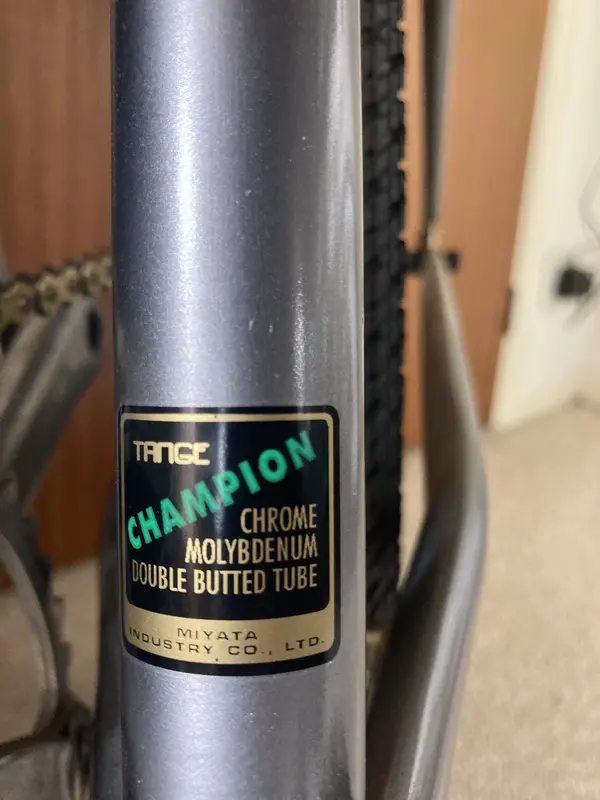 TANGE
CHAMPION
CHROME
MOLYBDENUM
DOUBLE BUTTED TUBE
MIYATA
INDUSTRY CO., LTD.